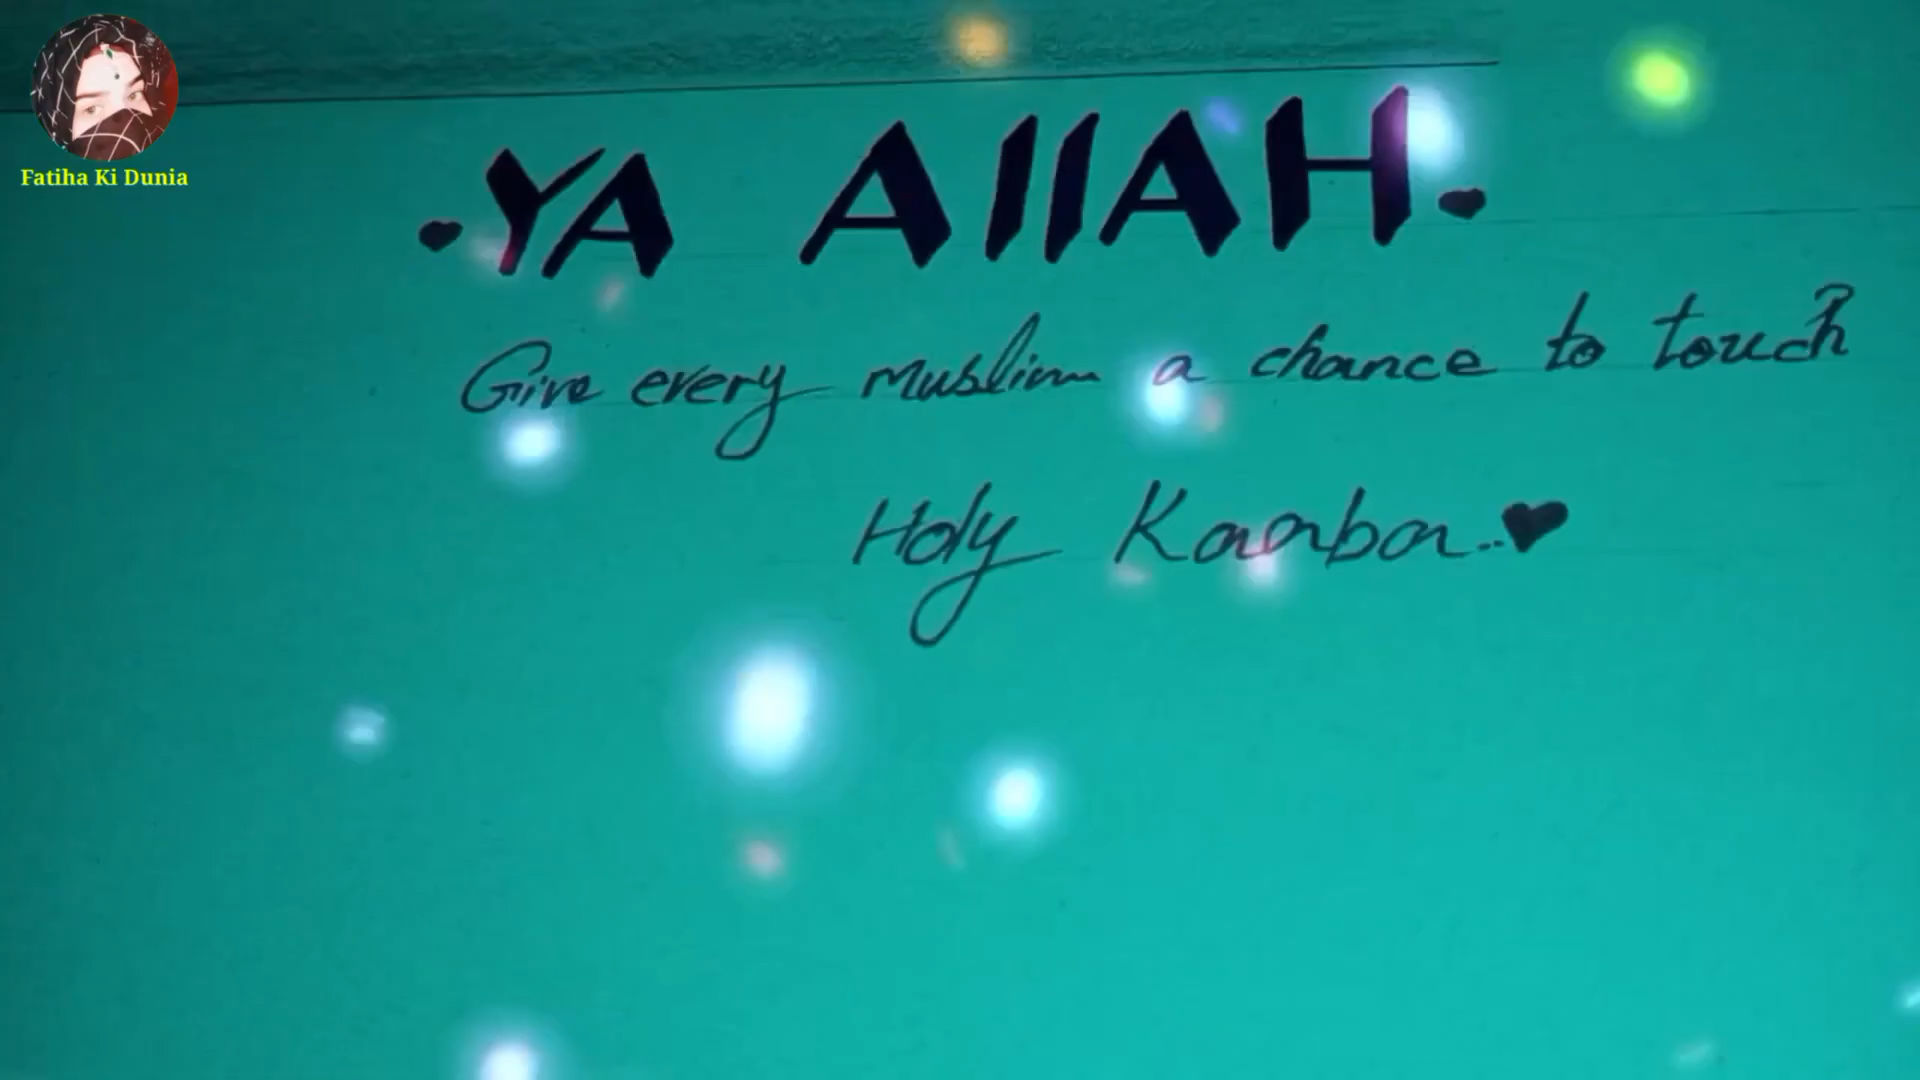 Fatiha Ki Dunia
YA AllAH
Give every muslim a chance to touch
Holy Kaaba..